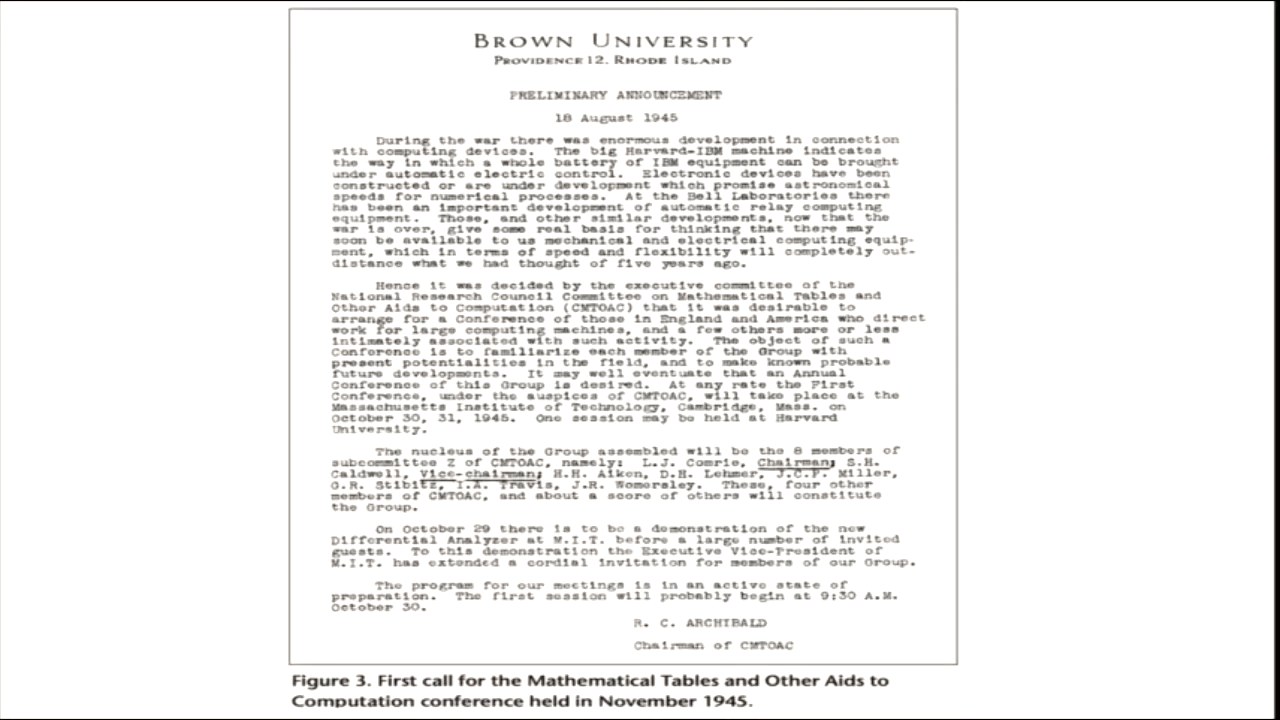 BROWN UNIVERSITY
PROVIDENCE 12, RHODE ISLAND
PRELIMINARY ANNOUNCEMENT
18 August 1945
During the war there was enormous development in connection
with computing devices. The big Harvard-IBM machine indicates
the way in which a whole battery of IBM equipment can be brought
under automatic electric control. Electronic devices have been
constructed or are under development which promise astronomical
speeds for numerical processes. At the Bell Laboratories there
has been an important development of automatic relay computing
equipment. Those, and other similar developments, now that the
war is over, give some real basis for thinking that there may
soon be available to us mechanical and electrical computing equip-
ment, which in terms of speed and flexibility will completely out-
distance what we had thought of five years ago.
Hence it was decided by the executive committee of the
National Research Council Committee on Mathematical Tables and
Other Aids to Computation (CMTOAC) that it was desirable to
arrange for a Conference of those in England and America who direct
work for large computing machines, and a few others more or less
intimately associated with such activity. The object of such a
Conference is to familiarize each member of the Group with
present potentialities in the field, and to make known probable
future developments. It may well eventuate that an Annual
Conference of this Group is desired. At any rate the First
Conference, under the auspices of CMTOAC, will take place at the
Massachusetts Institute of Technology, Cambridge, Mass. on
October 30, 31, 1945. One session may be held at Harvard
University.
The nucleus of the Group assembled will be the 8 members of
subcommittee Z of CMTOAC, namely: L.J. Comrie, Chairman; S.H.
Caldwell, Vice-chairman; H.H. Aiken, D.H. Lehmer, J.C.P. Miller,
G.R. Stibitz, I.A. Travis, J.R. Womersley. These, four other
members of CMTOAC, and about a score of others will constitute
the Group.
On October 29 there is to be a demonstration of the new
Differential Analyzer at M.I.T. before a large number of invited
guests. To this demonstration the Executive Vice-President of
M.I.T. has extended a cordial invitation for members of our Group.
The program for our meetings is in an active state of
preparation. The first session will probably begin at 9:30 A.M.
October 30.
R. C. ARCHIBALD
Chairman of CMTOAC
Figure 3. First call for the Mathematical Tables and Other Aids to
Computation conference held in November 1945.